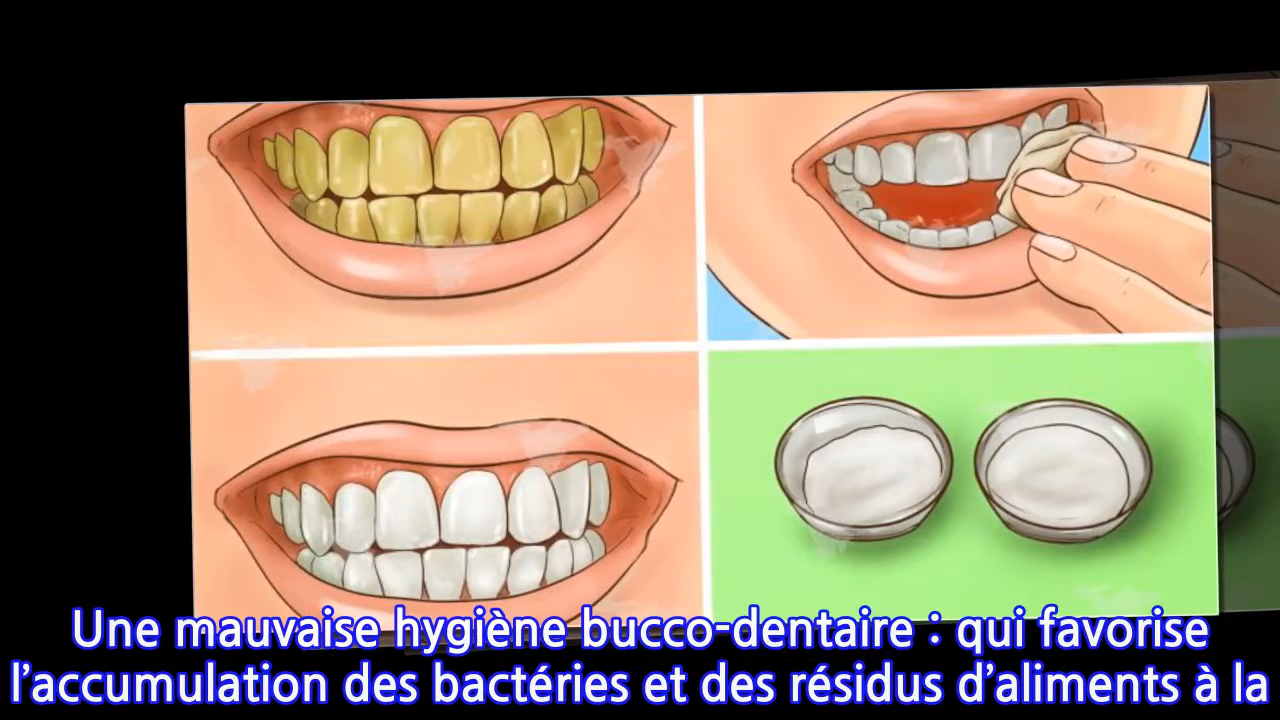 Une mauvaise hygiène bucco-dentaire : qui favorise
l’accumulation des bactéries et des résidus d’aliments à la